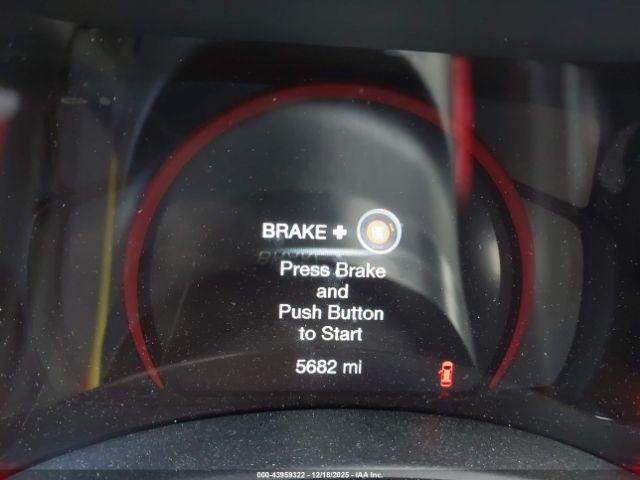 BRAKE +
Press Brake
and
Push Button
to Start
5682 mi
000-43959322 - 12/18/2025 - IAA Inc.